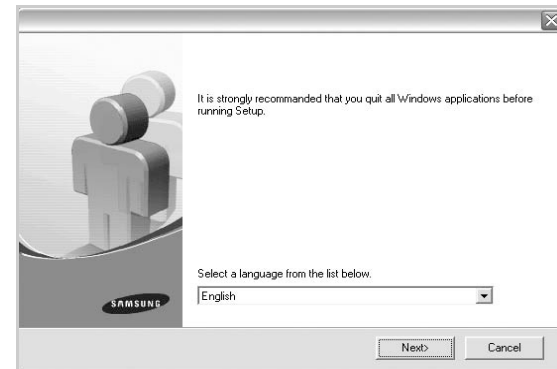 It is strongly recommanded that you quit all Windows applications before
running Setup.
Select a language from the list below.
English
SAMSUNG
Next>
Cancel